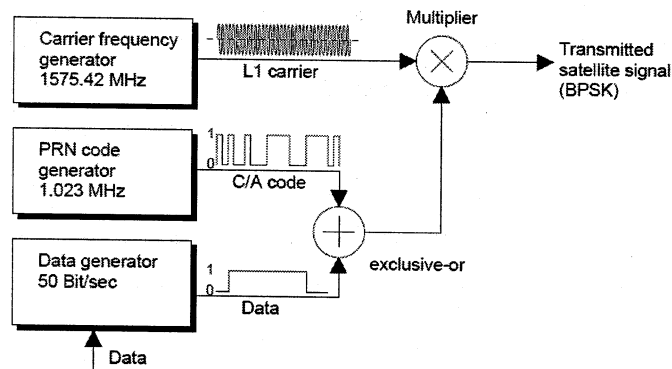 Multiplier
Carrier frequency
generator
1575.42 MHz
L1 carrier
Transmitted
satellite signal
(BPSK)
PRN code
generator
1.023 MHz
1
0
C/A code
exclusive-or
Data generator
50 Bit/sec
1
0
Data
Data